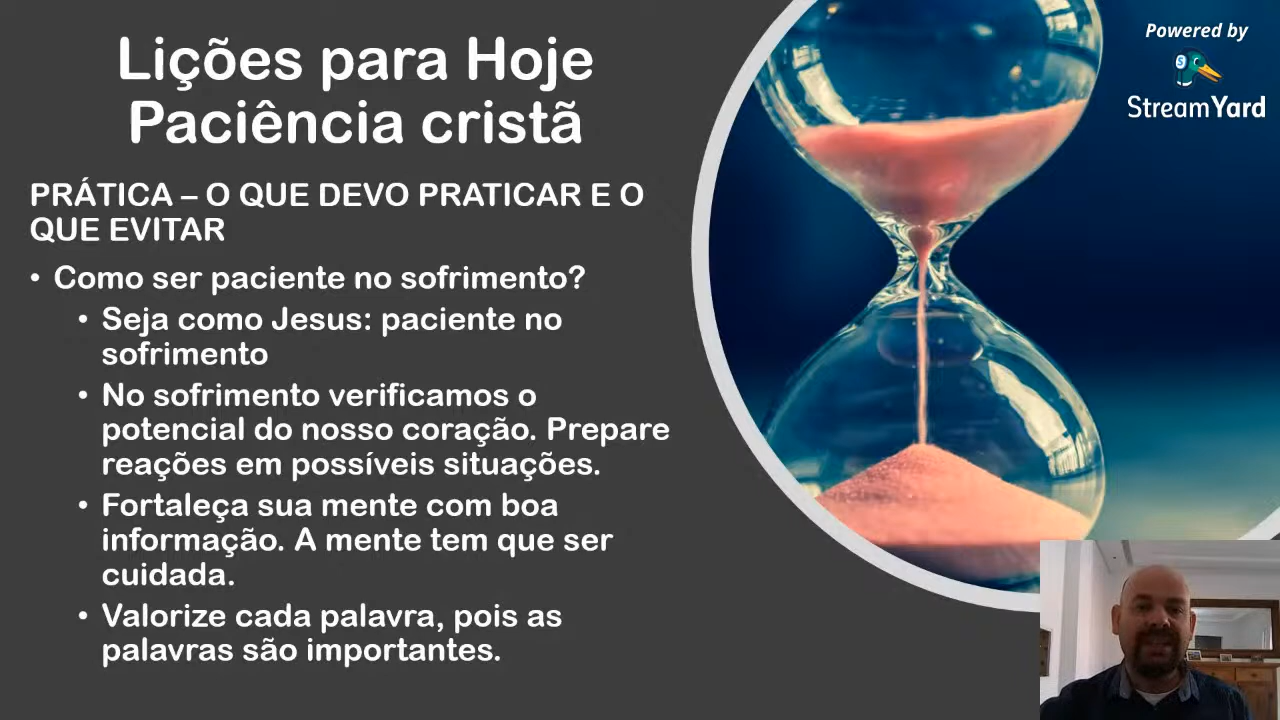 Lições para Hoje
Paciência cristã
PRÁTICA – O QUE DEVO PRATICAR E O
QUE EVITAR
• Como ser paciente no sofrimento?
• Seja como Jesus: paciente no
sofrimento
• No sofrimento verificamos o
potencial do nosso coração. Prepare
reações em possíveis situações.
• Fortaleça sua mente com boa
informação. A mente tem que ser
cuidada.
• Valorize cada palavra, pois as
palavras são importantes.
Powered by
S
StreamYard